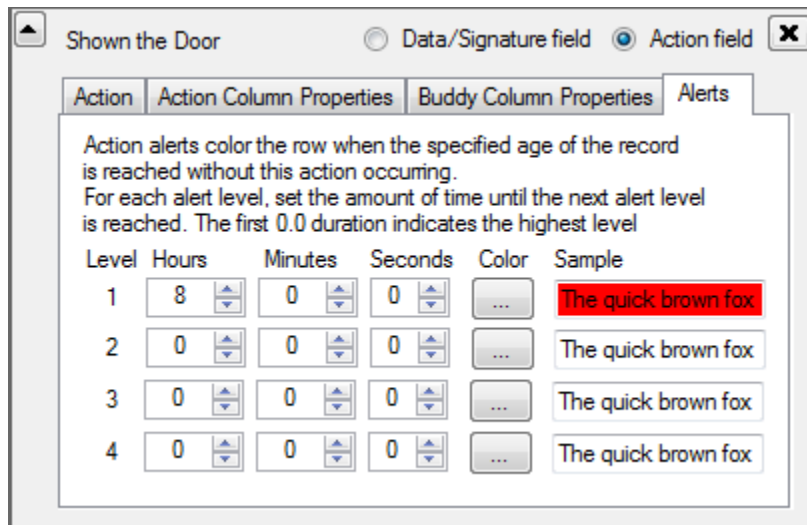 Shown the Door Data/Signature field Action field
Action Action Column Properties Buddy Column Properties Alerts
Action alerts color the row when the specified age of the record
is reached without this action occurring.
For each alert level, set the amount of time until the next alert level
is reached. The first 0.0 duration indicates the highest level
Level Hours Minutes Seconds Color Sample
1 8 0 0 ... The quick brown fox
2 0 0 0 ... The quick brown fox
3 0 0 0 ... The quick brown fox
4 0 0 0 ... The quick brown fox